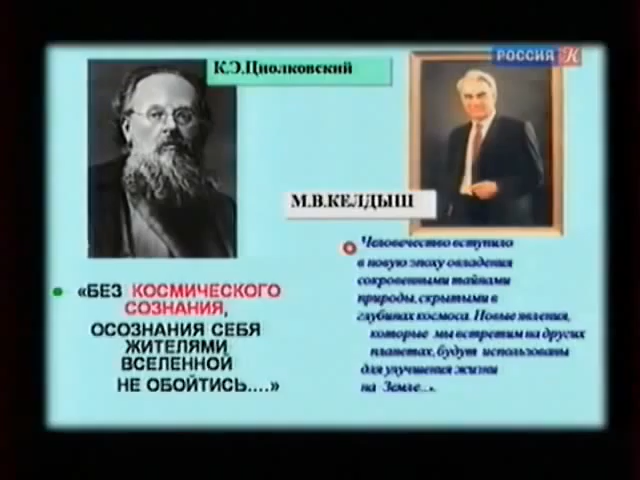 РОССИЯ К
К.Э.Циолковский
М.В.КЕЛДЫШ
«БЕЗ КОСМИЧЕСКОГО
СОЗНАНИЯ,
ОСОЗНАНИЯ СЕБЯ
ЖИТЕЛЯМИ
ВСЕЛЕННОЙ
НЕ ОБОЙТИСЬ....»
Человечество вступило
в новую эпоху овладения
сокровенными тайнами
природы, скрытыми в
глубинах космоса. Новые явления,
которые мы встретим на других
планетах, будут использованы
для улучшения жизни
на Земле...